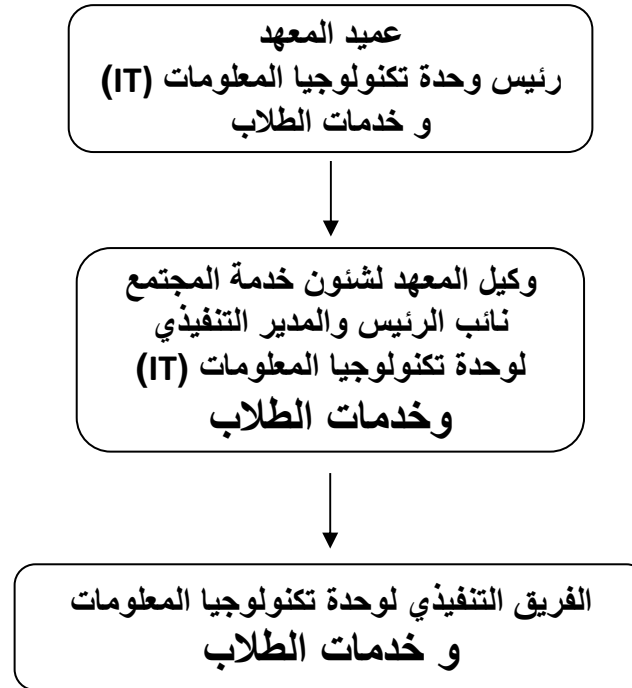 عميد المعهد
رئيس وحدة تكنولوجيا المعلومات (IT)
و خدمات الطلاب
وكيل المعهد لشئون خدمة المجتمع
نائب الرئيس والمدير التنفيذي
لوحدة تكنولوجيا المعلومات (IT)
وخدمات الطلاب
الفريق التنفيذي لوحدة تكنولوجيا المعلومات
و خدمات الطلاب